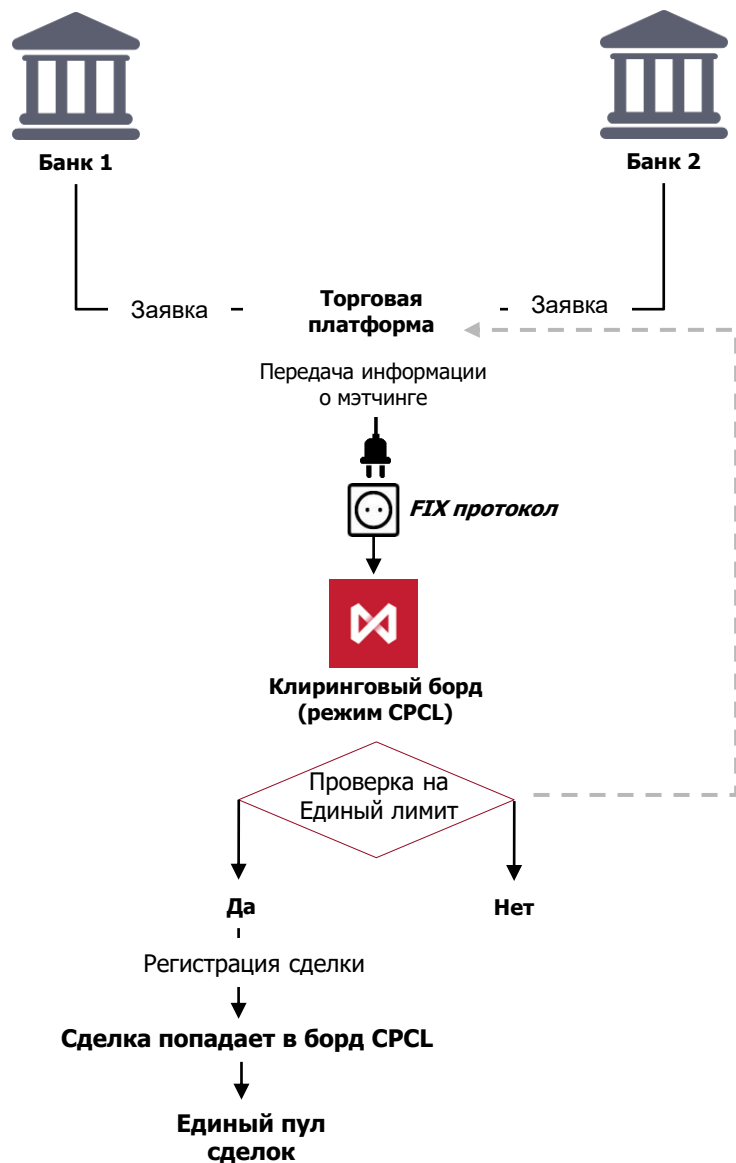 Банк 1
Банк 2
Заявка
Торговая
платформа
Заявка
Передача информации
о мэтчинге
FIX протокол
Клиринговый борд
(режим CPCL)
Проверка на
Единый лимит
Да
Нет
Регистрация сделки
Сделка попадает в борд CPCL
Единый пул
сделок